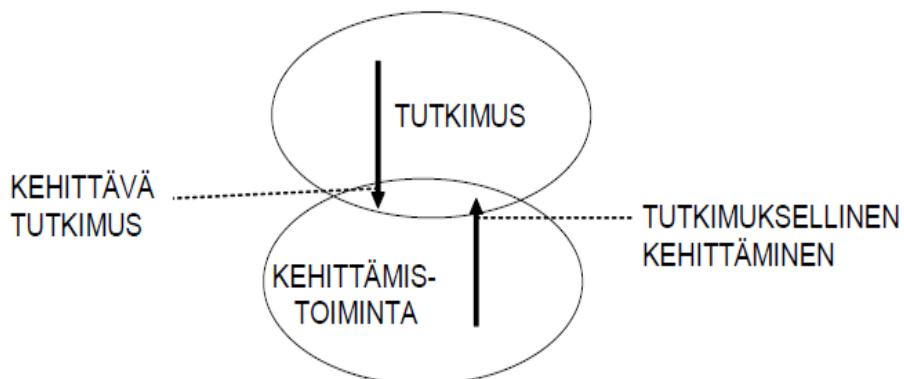 TUTKIMUS
KEHITTÄVÄ
TUTKIMUS
TUTKIMUKSELLINEN
KEHITTÄMINEN
KEHITTÄMIS-
TOIMINTA